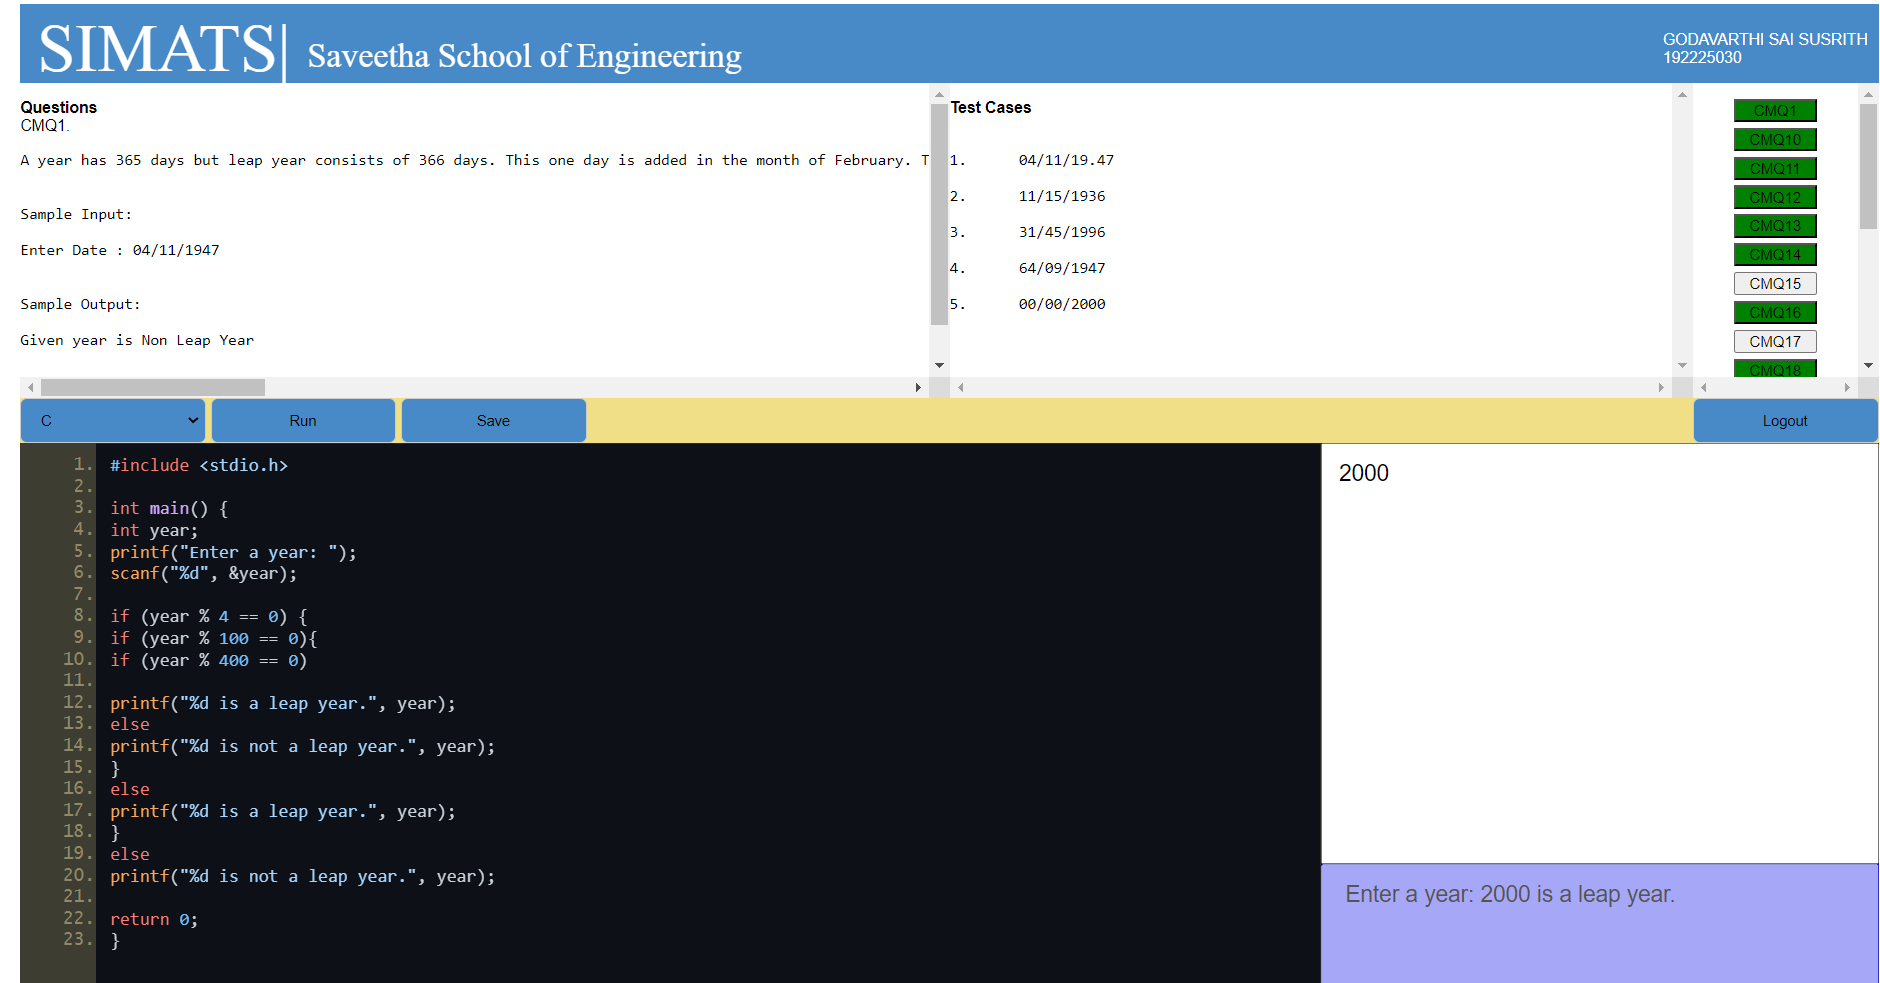 SIMATS| Saveetha School of Engineering
GODAVARTHI SAI SUSRITH
192225030
Questions
CMQ1.
A year has 365 days but leap year consists of 366 days. This one day is added in the month of February. T
Sample Input:
Enter Date : 04/11/1947
Sample Output:
Given year is Non Leap Year
Test Cases
1. 04/11/19.47
2. 11/15/1936
3. 31/45/1996
4. 64/09/1947
5. 00/00/2000
CMQ1
CMQ10
CMQ11
CMQ12
CMQ13
CMQ14
CMQ15
CMQ16
CMQ17
CMQ18
C
Run
Save
Logout
1. #include <stdio.h>
2.
3. int main() {
4. int year;
5. printf("Enter a year: ");
6. scanf("%d", &year);
7.
8. if (year % 4 == 0) {
9. if (year % 100 == 0){
10. if (year % 400 == 0)
11.
12. printf("%d is a leap year.", year);
13. else
14. printf("%d is not a leap year.", year);
15. }
16. else
17. printf("%d is a leap year.", year);
18. }
19. else
20. printf("%d is not a leap year.", year);
21.
22. return 0;
23. }
2000
Enter a year: 2000 is a leap year.